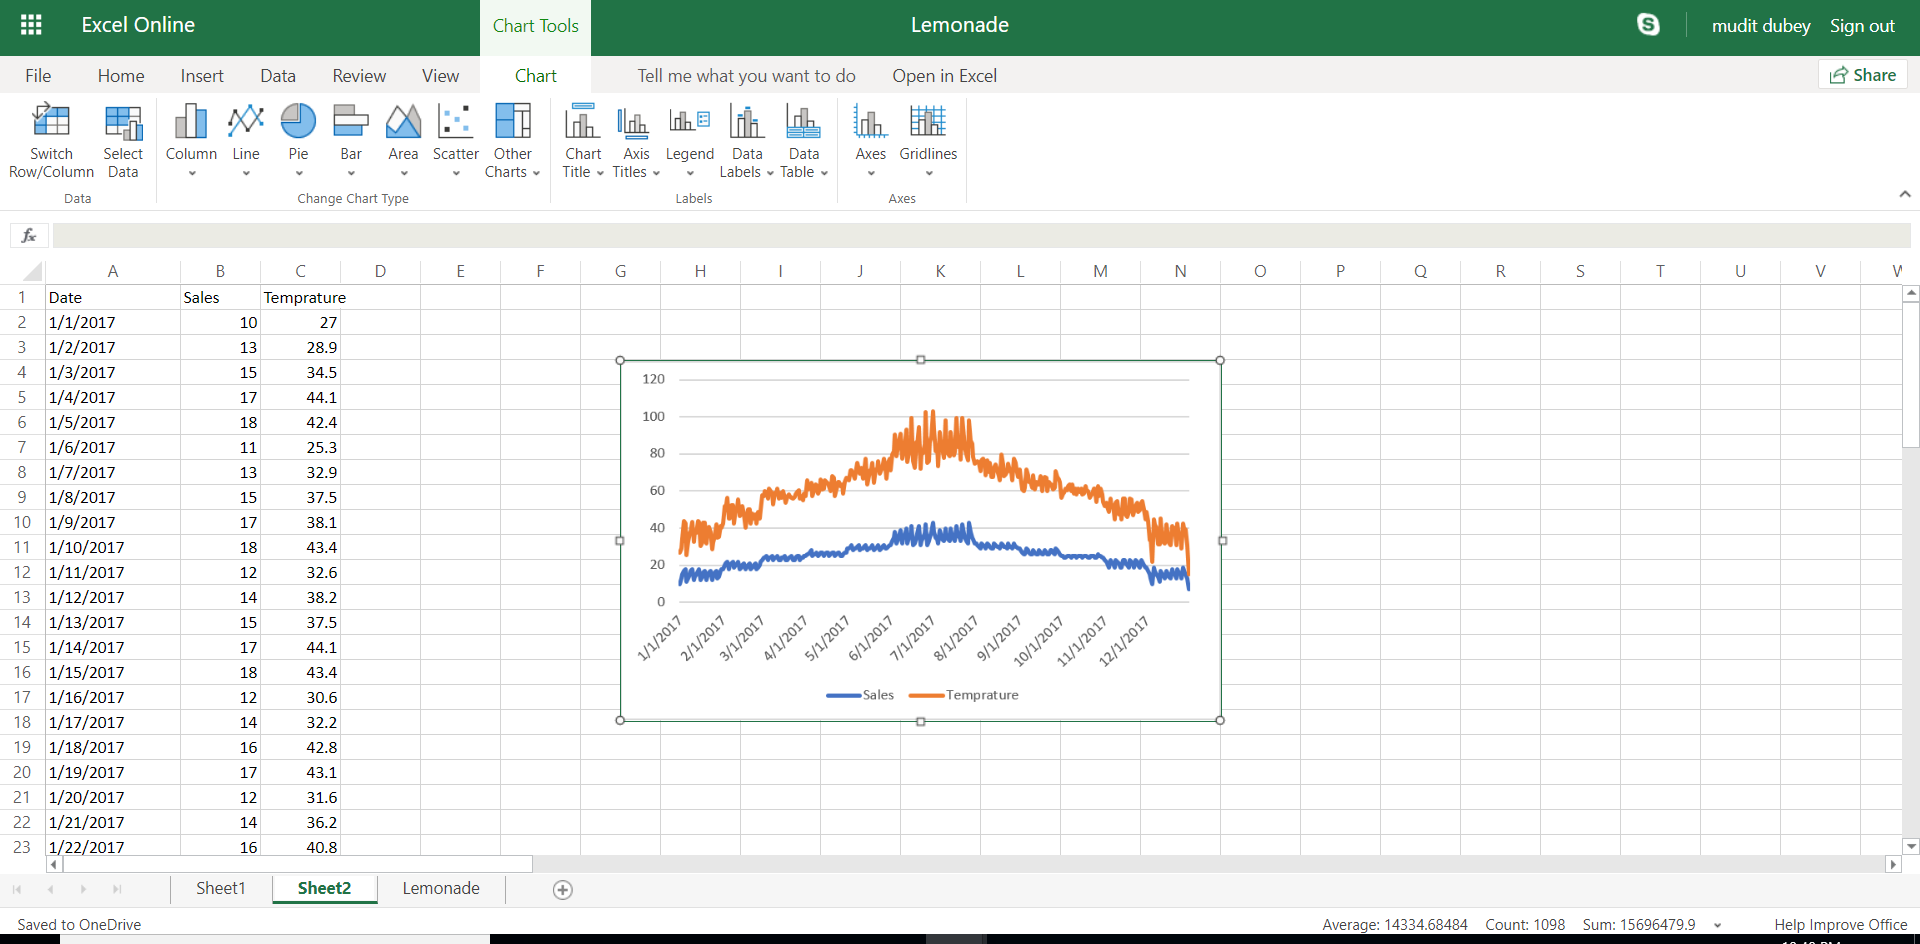 Excel Online Chart Tools Lemonade mudit dubey Sign out
File Home Insert Data Review View Chart Tell me what you want to do Open in Excel Share
Switch Row/Column
Select Data
Column
Line
Pie
Bar
Area
Scatter
Other Charts
Chart Title
Axis Titles
Legend
Data Labels
Data Table
Axes
Gridlines
Data Change Chart Type Labels Axes
fx
A B C D E F G H I J K L M N O P Q R S T U V
1 Date Sales Temprature
2 1/1/2017 10 27
3 1/2/2017 13 28.9
4 1/3/2017 15 34.5
5 1/4/2017 17 44.1
6 1/5/2017 18 42.4
7 1/6/2017 11 25.3
8 1/7/2017 13 32.9
9 1/8/2017 15 37.5
10 1/9/2017 17 38.1
11 1/10/2017 18 43.4
12 1/11/2017 12 32.6
13 1/12/2017 14 38.2
14 1/13/2017 15 37.5
15 1/14/2017 17 44.1
16 1/15/2017 18 43.4
17 1/16/2017 12 30.6
18 1/17/2017 14 32.2
19 1/18/2017 16 42.8
20 1/19/2017 17 43.1
21 1/20/2017 12 31.6
22 1/21/2017 14 36.2
23 1/22/2017 16 40.8
120
100
80
60
40
20
0
1/1/2017 2/1/2017 3/1/2017 4/1/2017 5/1/2017 6/1/2017 7/1/2017 8/1/2017 9/1/2017 10/1/2017 11/1/2017 12/1/2017
Sales Temprature
Sheet1 Sheet2 Lemonade
Saved to OneDrive Average: 14334.68484 Count: 1098 Sum: 15696479.9 Help Improve Office